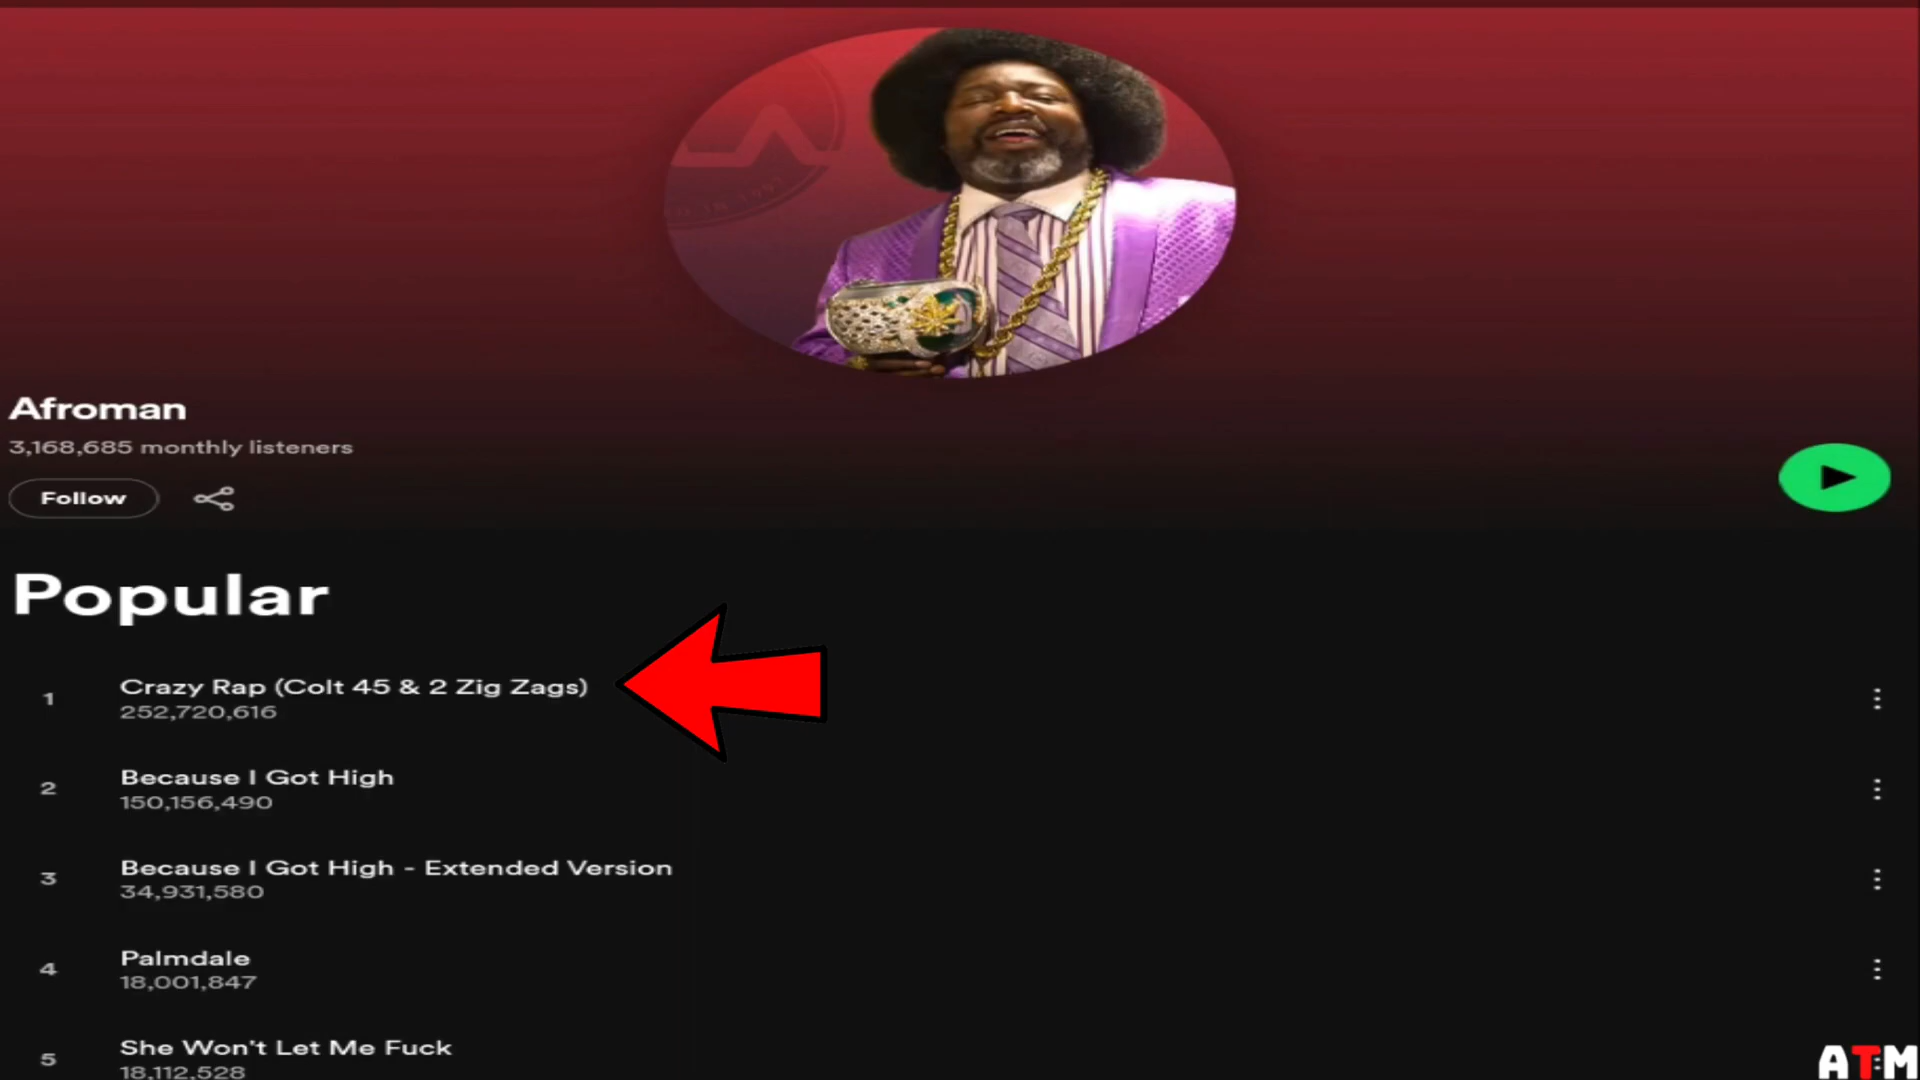 D IN 199
Afroman
3,168,685 monthly listeners
Follow
Popular
1
Crazy Rap (Colt 45 & 2 Zig Zags)
252,720,616
2
Because I Got High
150,156,490
3
Because I Got High - Extended Version
34,931,580
4
Palmdale
18,001,847
5
She Won't Let Me Fuck
18,112,528
ATM